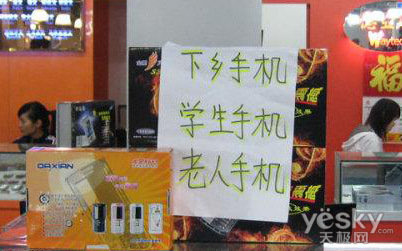 下乡手机
学生手机
老人手机
DAXIAN
福
yesky
天极网